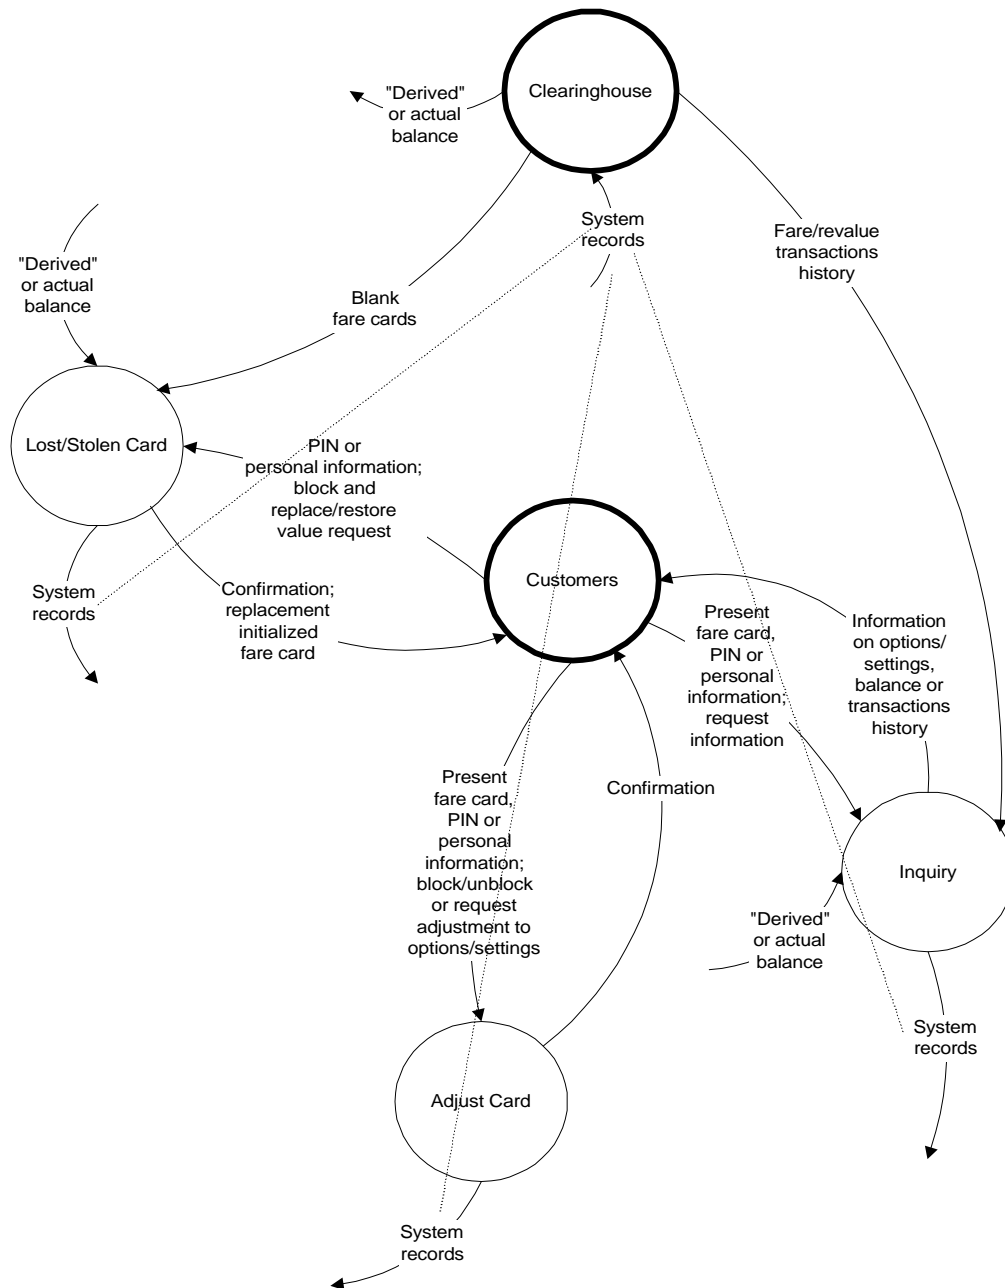 Clearinghouse
"Derived"
or actual
balance
System
records
Fare/revalue
transactions
history
"Derived"
or actual
balance
Blank
fare cards
Lost/Stolen Card
PIN or
personal information;
block and
replace/restore
value request
Customers
System
records
Confirmation;
replacement
initialized
fare card
Present
fare card,
PIN or
personal
information;
request
information
Information
on options/
settings,
balance or
transactions
history
Present
fare card,
PIN or
personal
information;
block/unblock
or request
adjustment to
options/settings
Confirmation
Inquiry
"Derived"
or actual
balance
System
records
Adjust Card
System
records